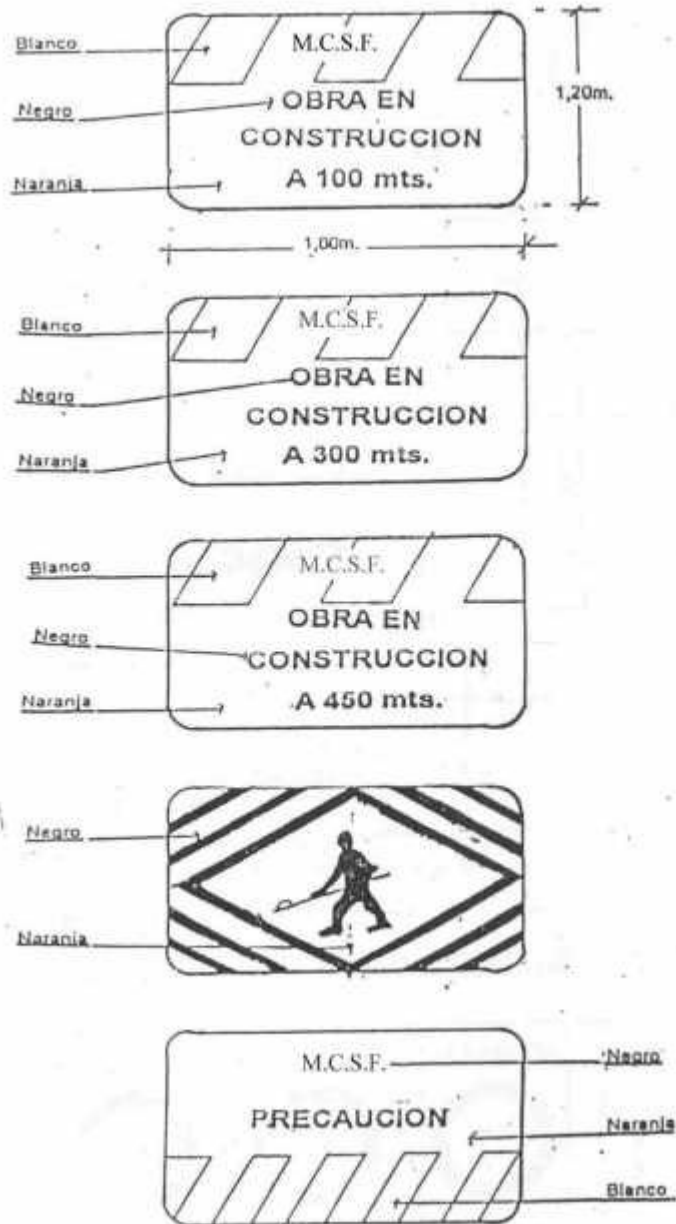 Blanco
M.C.S.F.
Negro
OBRA EN
CONSTRUCCION
Naranja
A 100 mts.
1,20m.
1,00m.
Blanco
M.C.S.F.
Negro
OBRA EN
CONSTRUCCION
Naranja
A 300 mts.
Blanco
M.C.S.F.
Negro
OBRA EN
CONSTRUCCION
Naranja
A 450 mts.
Negro
Naranja
M.C.S.F.
Negro
PRECAUCION
Naranja
Blanco